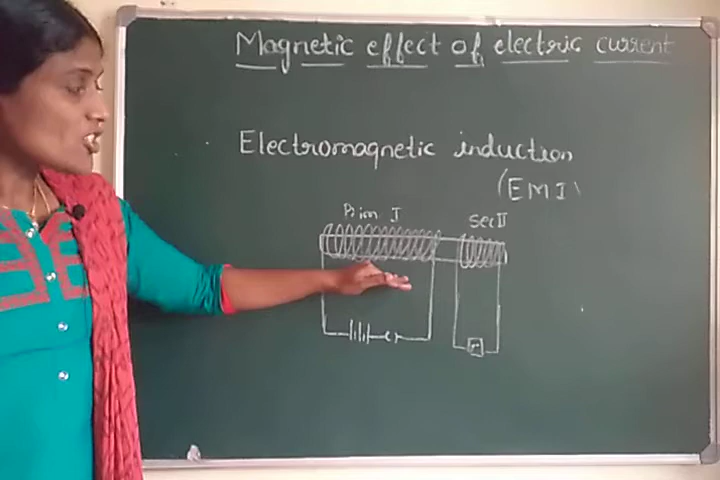 Magnetic effect of electric current
Electromagnetic induction
(EMI)
Prim I
Sec II